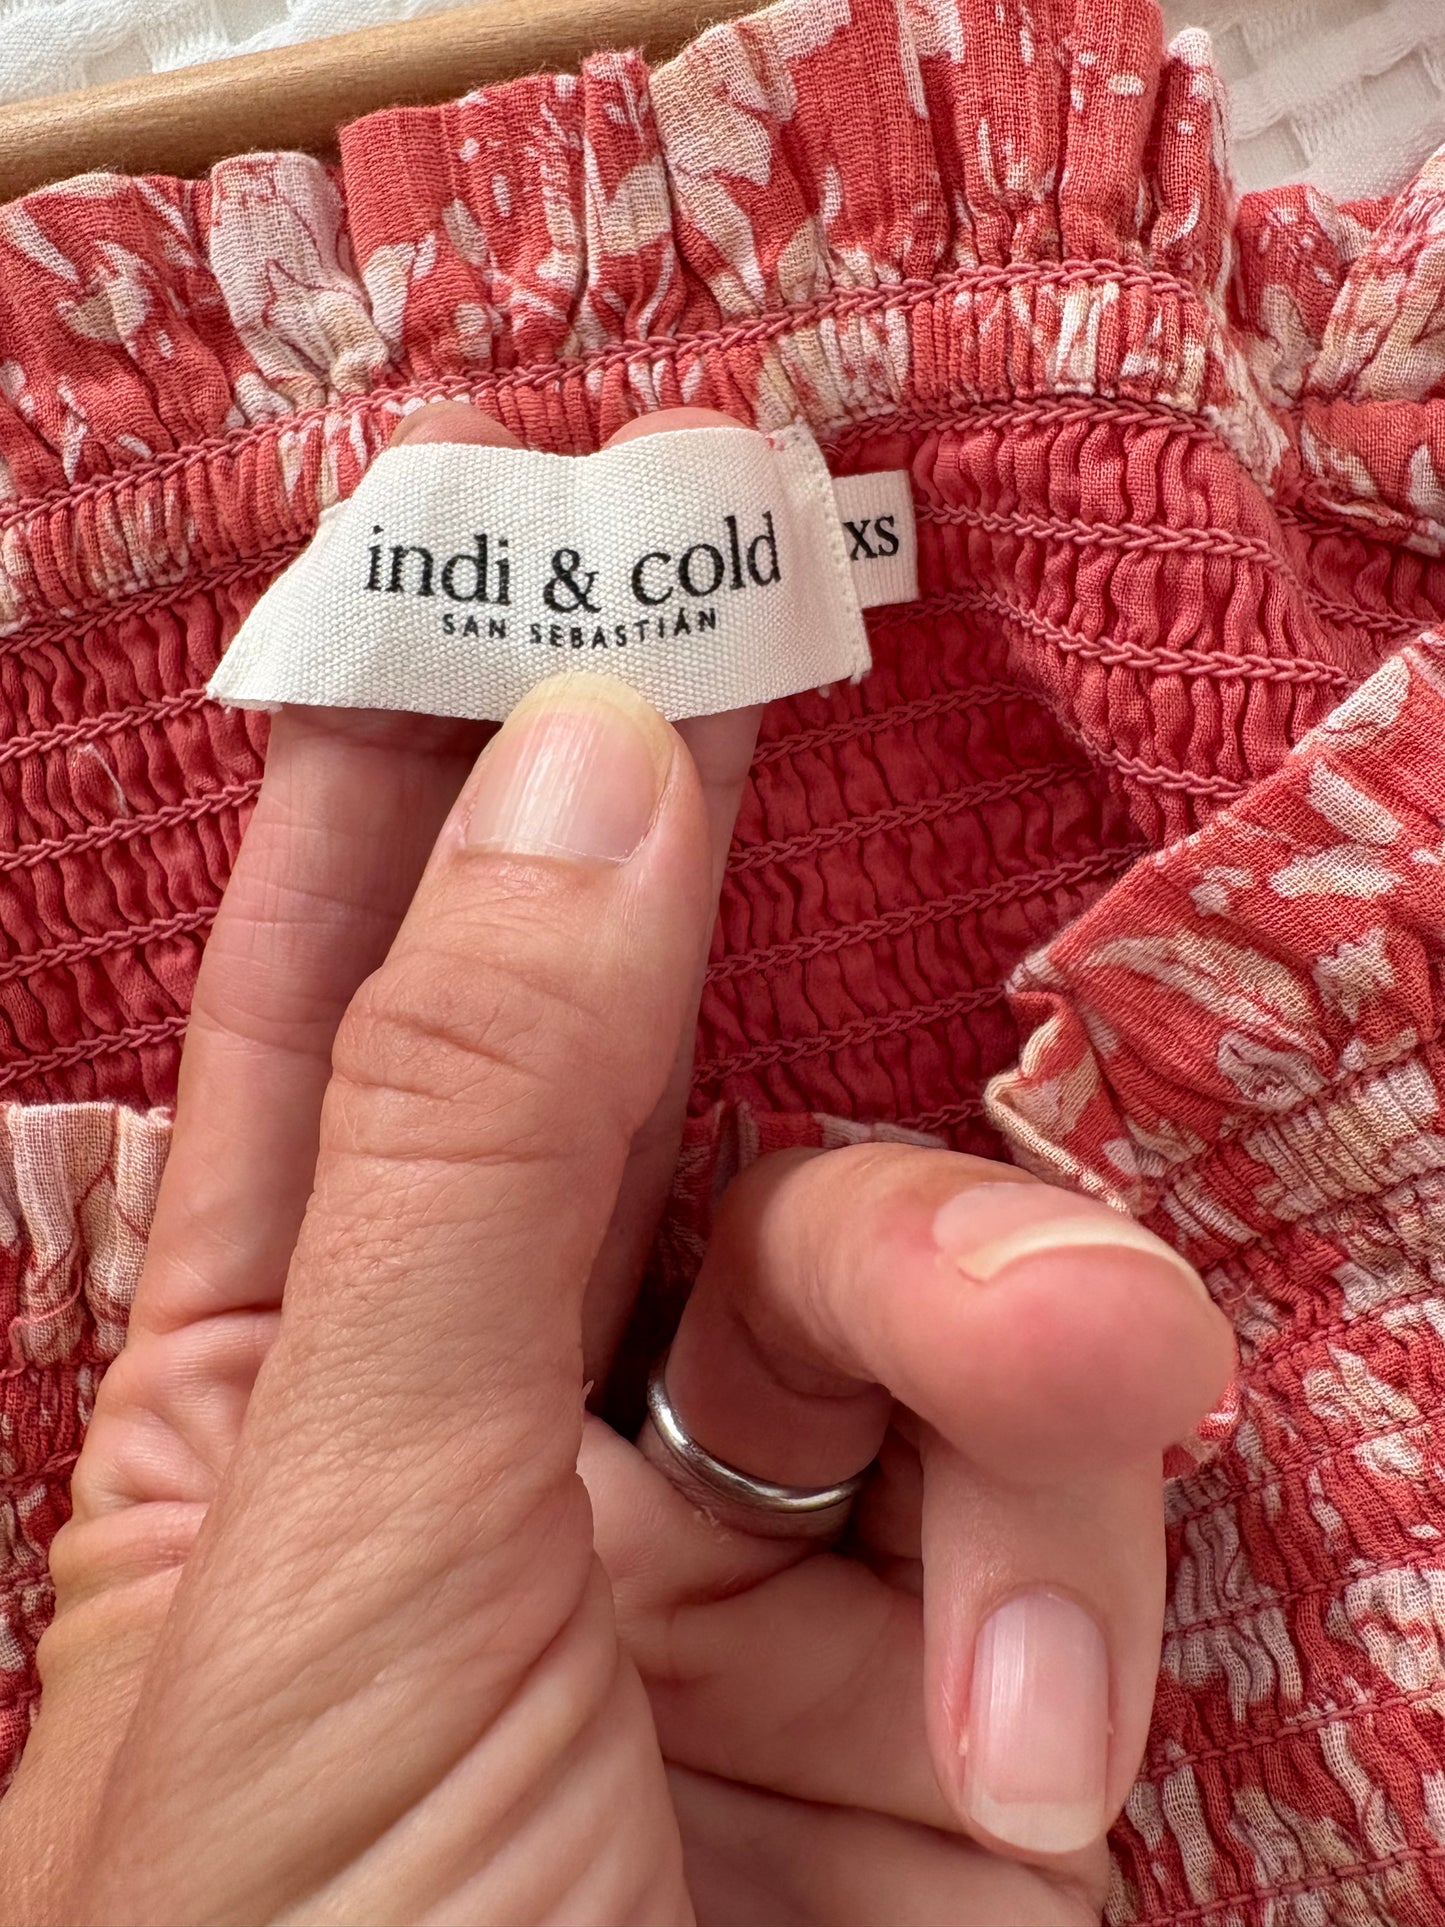 indi & cold
SAN SEBASTIÁN
XS